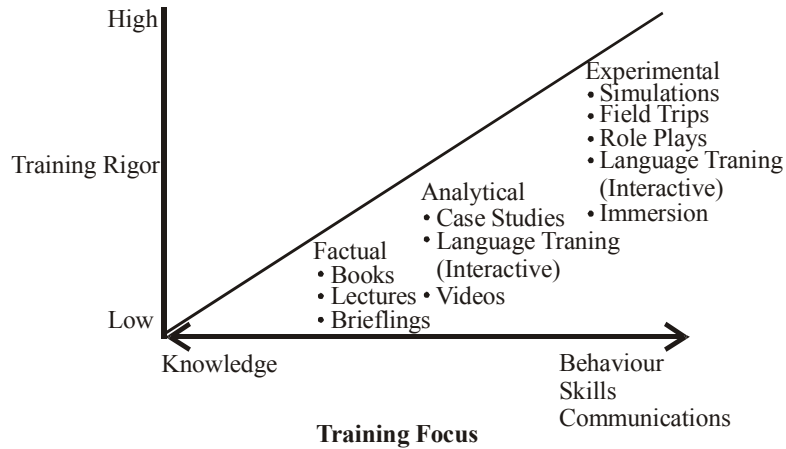 High
Training Rigor
Low
Experimental
• Simulations
• Field Trips
• Role Plays
• Language Traning
(Interactive)
• Immersion
Analytical
• Case Studies
• Language Traning
(Interactive)
• Videos
Factual
• Books
• Lectures
• Brieflings
Knowledge
Behaviour
Skills
Communications
Training Focus